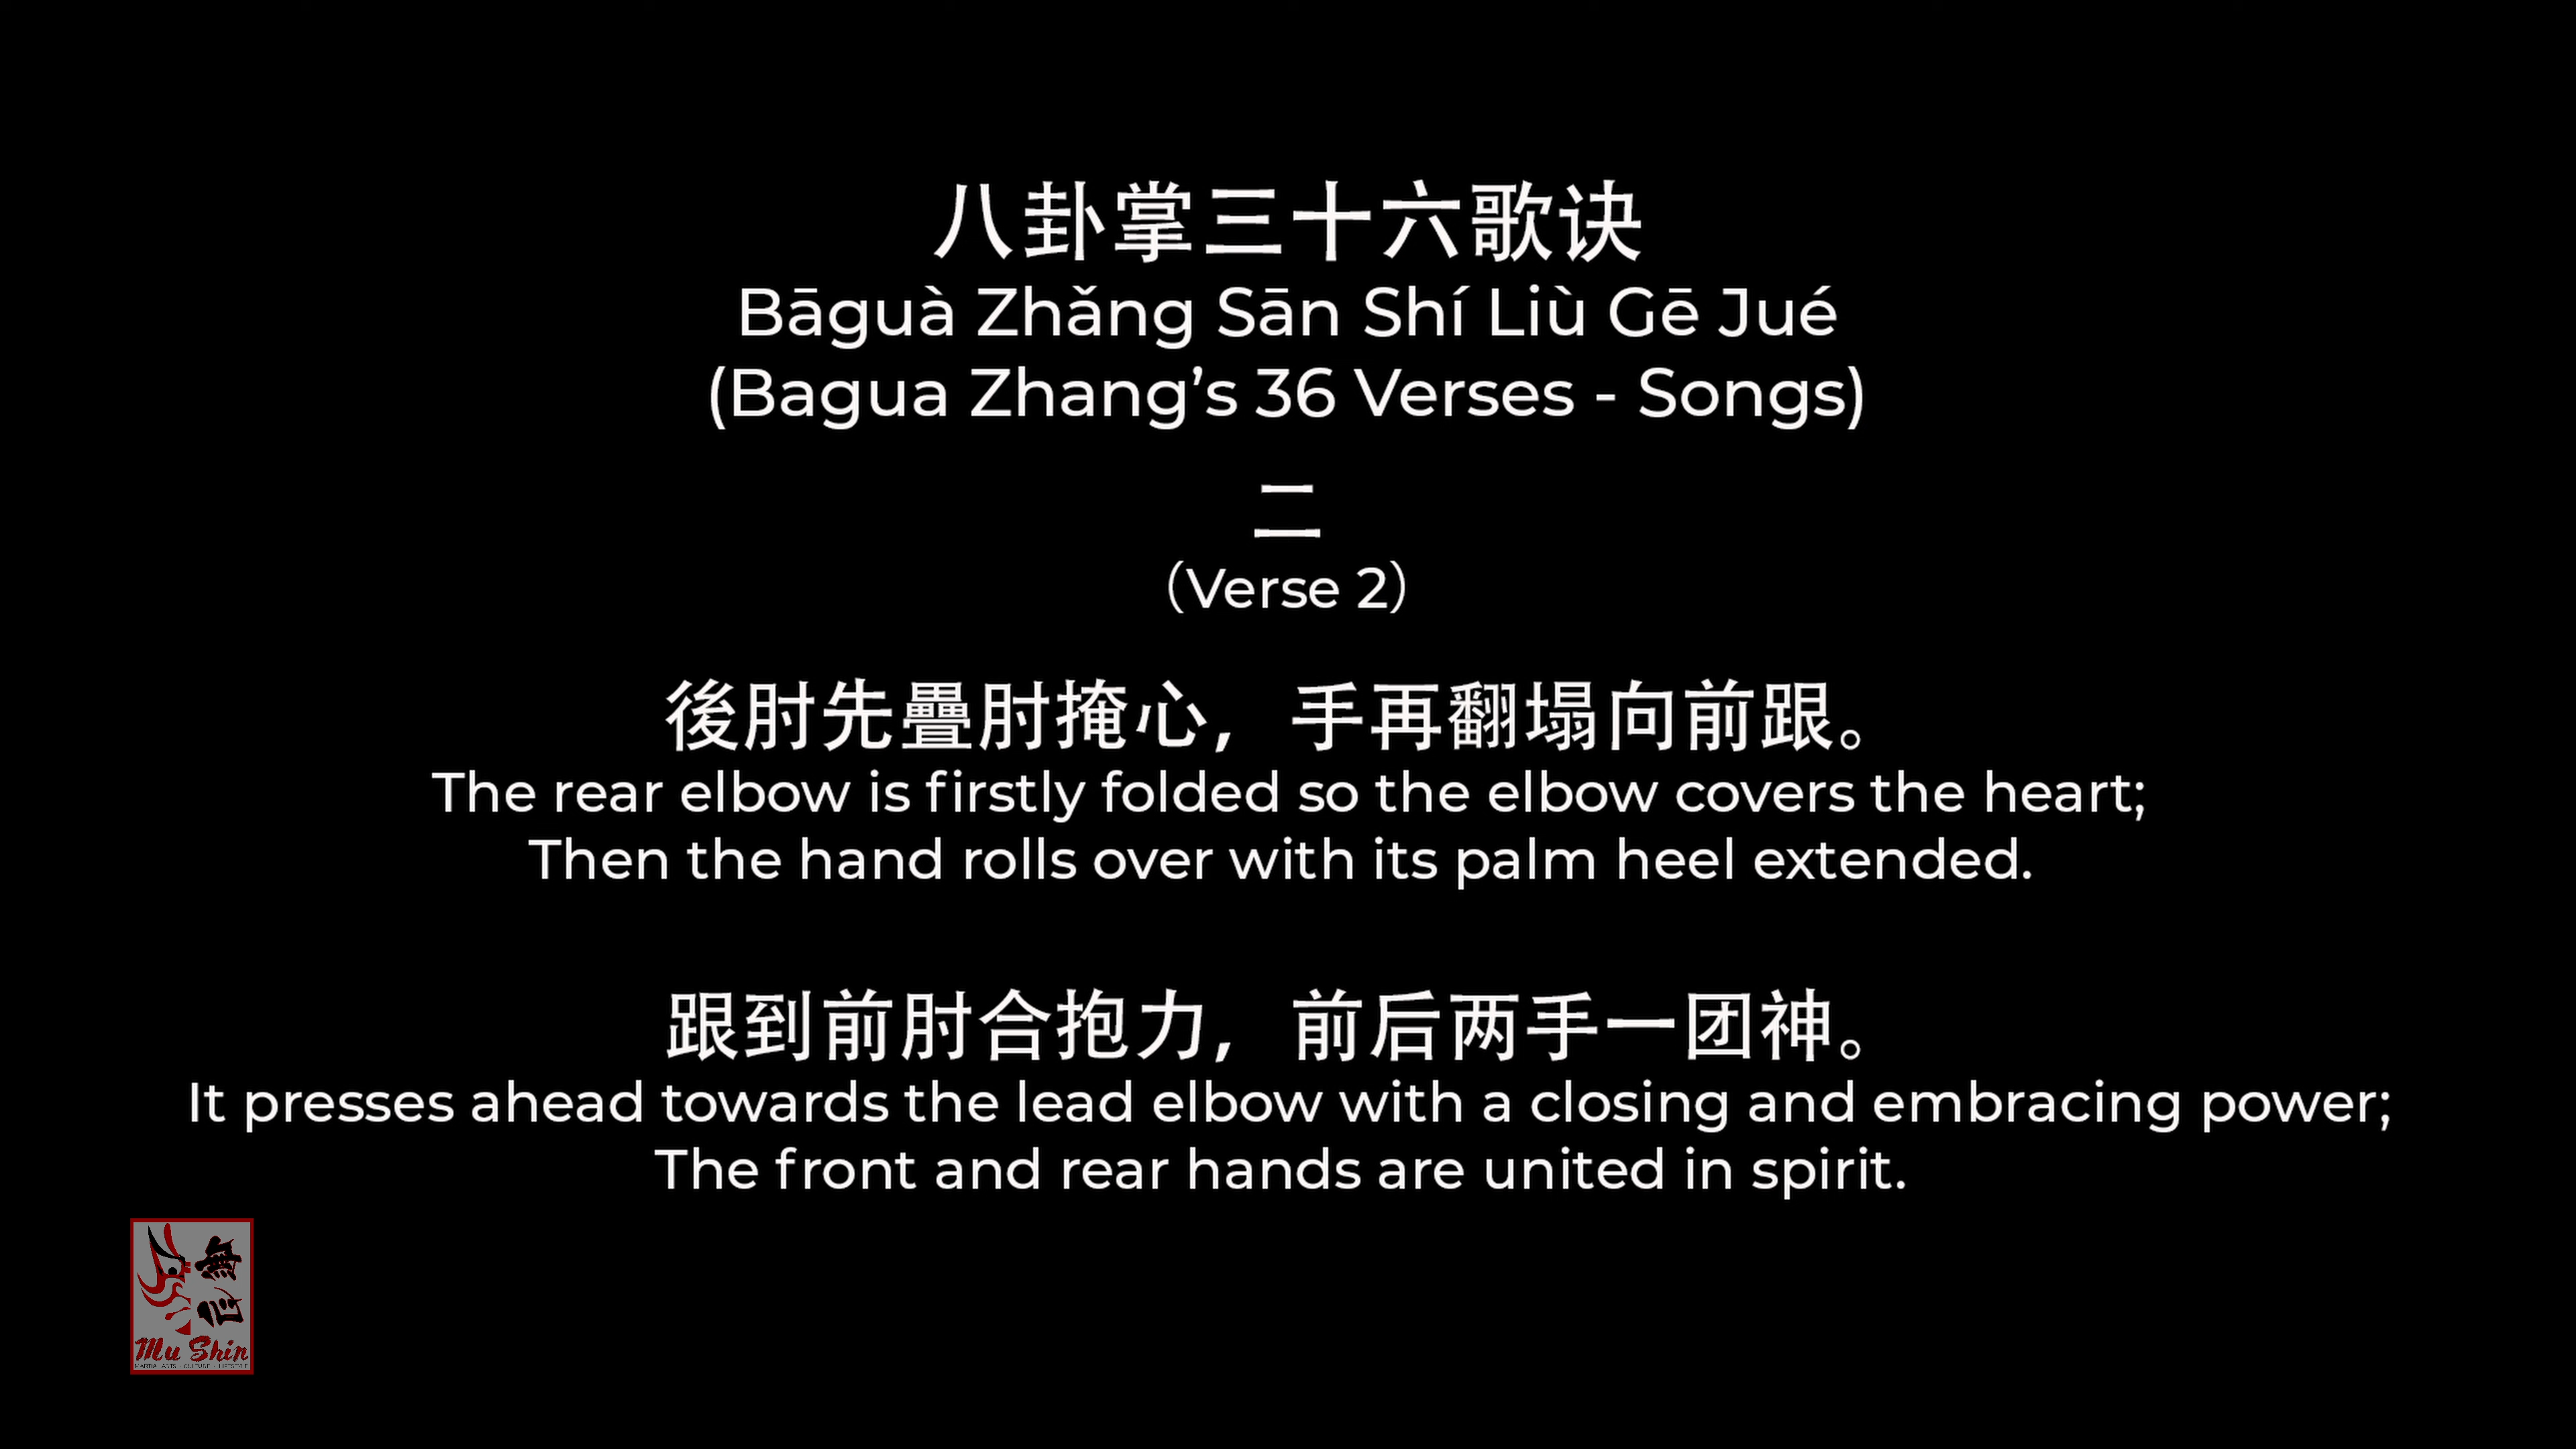 八卦掌三十六歌诀
Bāguà Zhǎng Sān Shí Liù Gē Jué
(Bagua Zhang’s 36 Verses - Songs)
二
（Verse 2）
後肘先疊肘掩心，手再翻塌向前跟。
The rear elbow is firstly folded so the elbow covers the heart;
Then the hand rolls over with its palm heel extended.
跟到前肘合抱力，前后两手一团神。
It presses ahead towards the lead elbow with a closing and embracing power;
The front and rear hands are united in spirit.
無心
Mu Shin
MARTIAL ARTS - CULTURE - LIFESTYLE